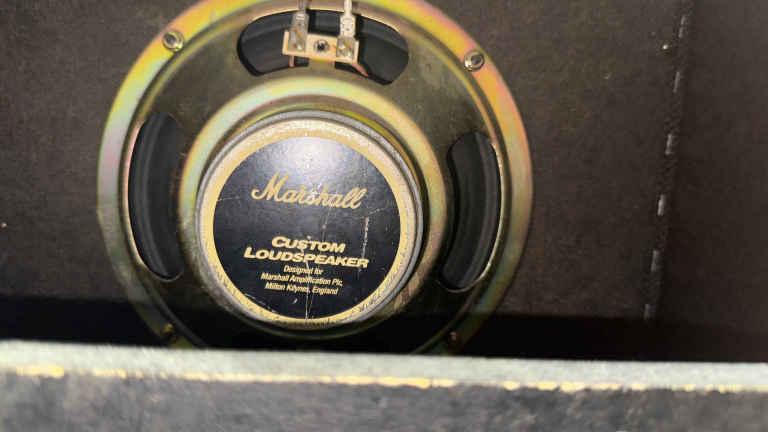 Marshall
CUSTOM
LOUDSPEAKER
Designed for
Marshall Amplification Plc,
Milton Keynes, England